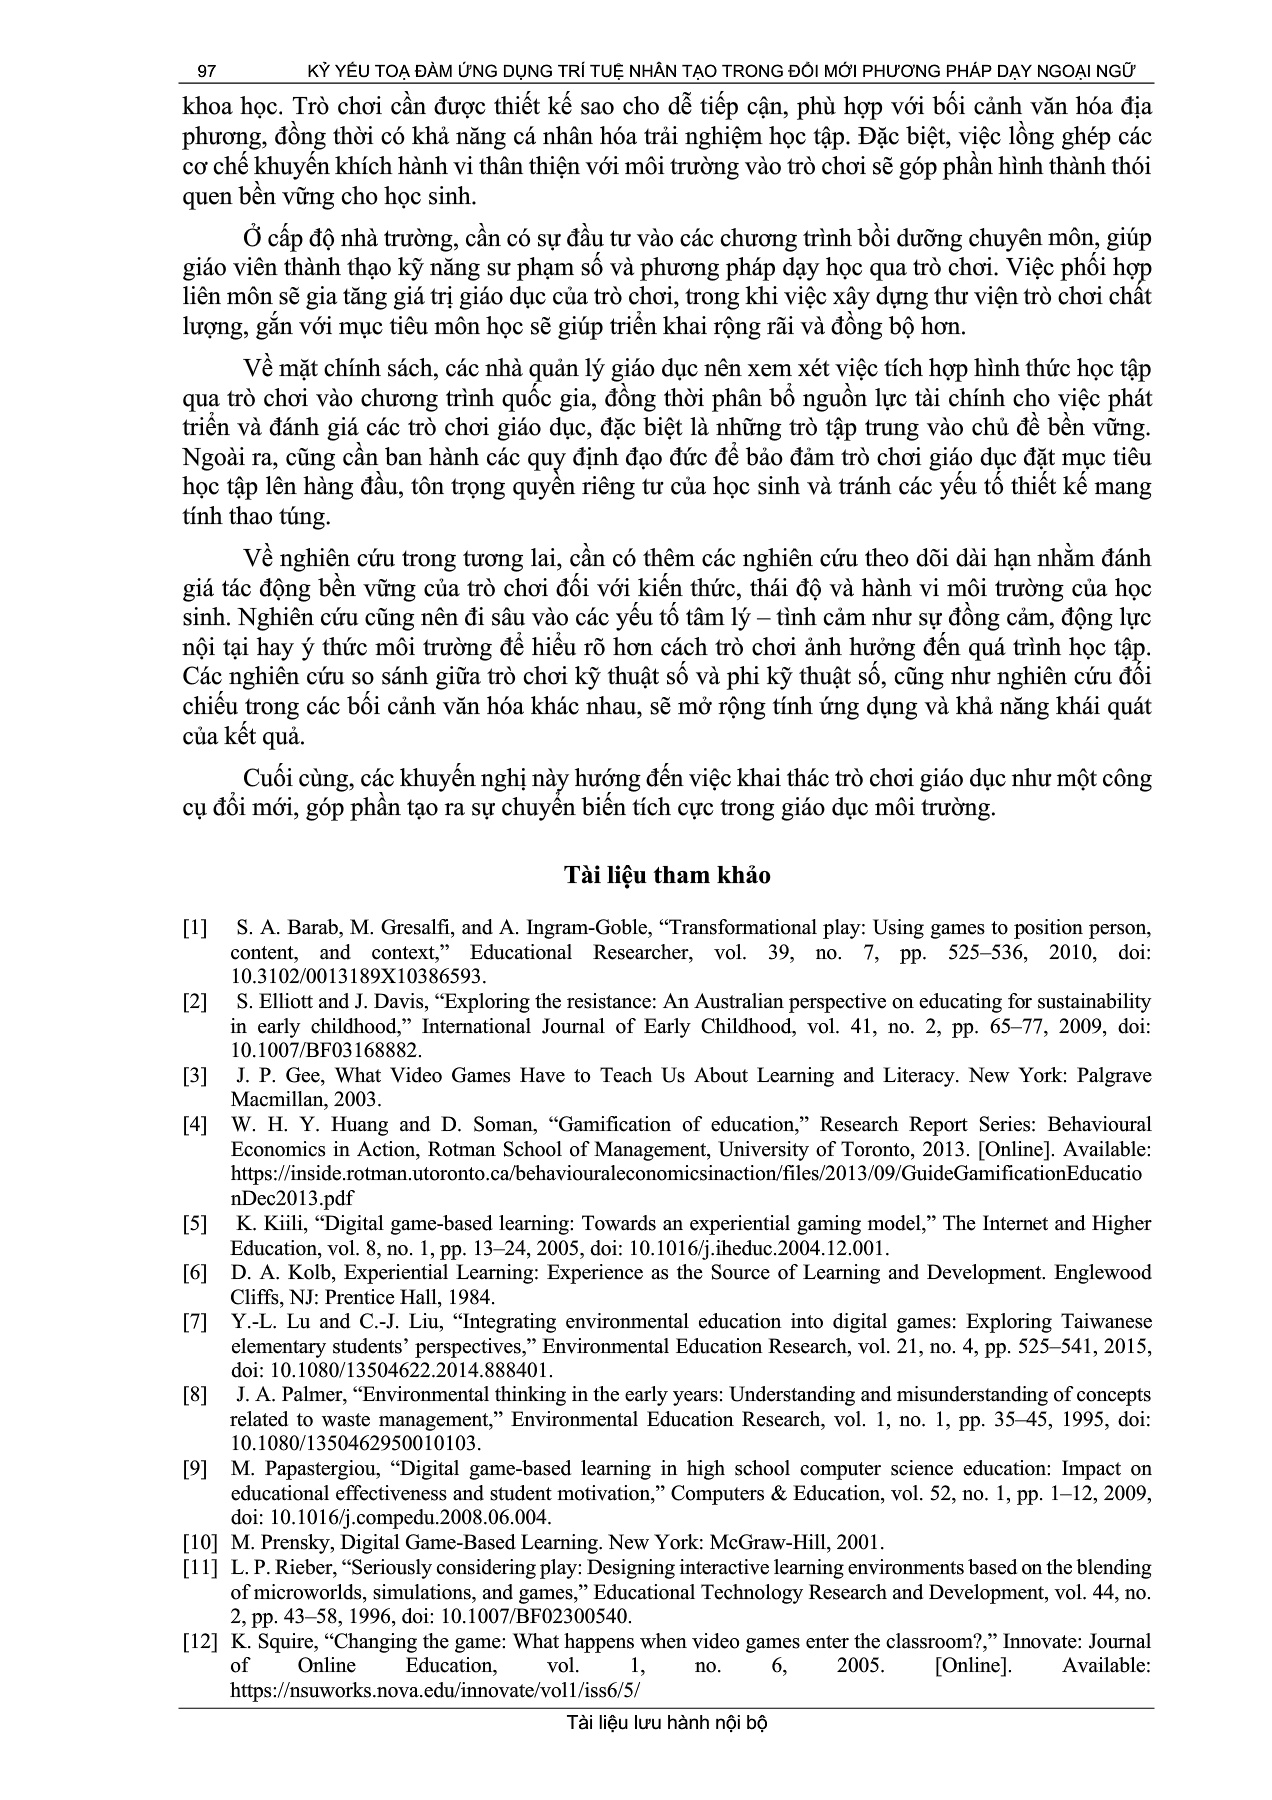 97 KỶ YẾU TOẠ ĐÀM ỨNG DỤNG TRÍ TUỆ NHÂN TẠO TRONG ĐỔI MỚI PHƯƠNG PHÁP DẠY NGOẠI NGỮ
khoa học. Trò chơi cần được thiết kế sao cho dễ tiếp cận, phù hợp với bối cảnh văn hóa địa
phương, đồng thời có khả năng cá nhân hóa trải nghiệm học tập. Đặc biệt, việc lồng ghép các
cơ chế khuyến khích hành vi thân thiện với môi trường vào trò chơi sẽ góp phần hình thành thói
quen bền vững cho học sinh.
Ở cấp độ nhà trường, cần có sự đầu tư vào các chương trình bồi dưỡng chuyên môn, giúp
giáo viên thành thạo kỹ năng sư phạm số và phương pháp dạy học qua trò chơi. Việc phối hợp
liên môn sẽ gia tăng giá trị giáo dục của trò chơi, trong khi việc xây dựng thư viện trò chơi chất
lượng, gắn với mục tiêu môn học sẽ giúp triển khai rộng rãi và đồng bộ hơn.
Về mặt chính sách, các nhà quản lý giáo dục nên xem xét việc tích hợp hình thức học tập
qua trò chơi vào chương trình quốc gia, đồng thời phân bổ nguồn lực tài chính cho việc phát
triển và đánh giá các trò chơi giáo dục, đặc biệt là những trò tập trung vào chủ đề bền vững.
Ngoài ra, cũng cần ban hành các quy định đạo đức để bảo đảm trò chơi giáo dục đặt mục tiêu
học tập lên hàng đầu, tôn trọng quyền riêng tư của học sinh và tránh các yếu tố thiết kế mang
tính thao túng.
Về nghiên cứu trong tương lai, cần có thêm các nghiên cứu theo dõi dài hạn nhằm đánh
giá tác động bền vững của trò chơi đối với kiến thức, thái độ và hành vi môi trường của học
sinh. Nghiên cứu cũng nên đi sâu vào các yếu tố tâm lý – tình cảm như sự đồng cảm, động lực
nội tại hay ý thức môi trường để hiểu rõ hơn cách trò chơi ảnh hưởng đến quá trình học tập.
Các nghiên cứu so sánh giữa trò chơi kỹ thuật số và phi kỹ thuật số, cũng như nghiên cứu đối
chiếu trong các bối cảnh văn hóa khác nhau, sẽ mở rộng tính ứng dụng và khả năng khái quát
của kết quả.
Cuối cùng, các khuyến nghị này hướng đến việc khai thác trò chơi giáo dục như một công
cụ đổi mới, góp phần tạo ra sự chuyển biến tích cực trong giáo dục môi trường.
Tài liệu tham khảo
[1] S. A. Barab, M. Gresalfi, and A. Ingram-Goble, “Transformational play: Using games to position person,
content, and context,” Educational Researcher, vol. 39, no. 7, pp. 525–536, 2010, doi:
10.3102/0013189X10386593.
[2] S. Elliott and J. Davis, “Exploring the resistance: An Australian perspective on educating for sustainability
in early childhood,” International Journal of Early Childhood, vol. 41, no. 2, pp. 65–77, 2009, doi:
10.1007/BF03168882.
[3] J. P. Gee, What Video Games Have to Teach Us About Learning and Literacy. New York: Palgrave
Macmillan, 2003.
[4] W. H. Y. Huang and D. Soman, “Gamification of education,” Research Report Series: Behavioural
Economics in Action, Rotman School of Management, University of Toronto, 2013. [Online]. Available:
https://inside.rotman.utoronto.ca/behaviouraleconomicsinaction/files/2013/09/GuideGamificationEducatio
nDec2013.pdf
[5] K. Kiili, “Digital game-based learning: Towards an experiential gaming model,” The Internet and Higher
Education, vol. 8, no. 1, pp. 13–24, 2005, doi: 10.1016/j.iheduc.2004.12.001.
[6] D. A. Kolb, Experiential Learning: Experience as the Source of Learning and Development. Englewood
Cliffs, NJ: Prentice Hall, 1984.
[7] Y.-L. Lu and C.-J. Liu, “Integrating environmental education into digital games: Exploring Taiwanese
elementary students’ perspectives,” Environmental Education Research, vol. 21, no. 4, pp. 525–541, 2015,
doi: 10.1080/13504622.2014.888401.
[8] J. A. Palmer, “Environmental thinking in the early years: Understanding and misunderstanding of concepts
related to waste management,” Environmental Education Research, vol. 1, no. 1, pp. 35–45, 1995, doi:
10.1080/1350462950010103.
[9] M. Papastergiou, “Digital game-based learning in high school computer science education: Impact on
educational effectiveness and student motivation,” Computers & Education, vol. 52, no. 1, pp. 1–12, 2009,
doi: 10.1016/j.compedu.2008.06.004.
[10] M. Prensky, Digital Game-Based Learning. New York: McGraw-Hill, 2001.
[11] L. P. Rieber, “Seriously considering play: Designing interactive learning environments based on the blending
of microworlds, simulations, and games,” Educational Technology Research and Development, vol. 44, no.
2, pp. 43–58, 1996, doi: 10.1007/BF02300540.
[12] K. Squire, “Changing the game: What happens when video games enter the classroom?,” Innovate: Journal
of Online Education, vol. 1, no. 6, 2005. [Online]. Available:
https://nsuworks.nova.edu/innovate/vol1/iss6/5/
Tài liệu lưu hành nội bộ